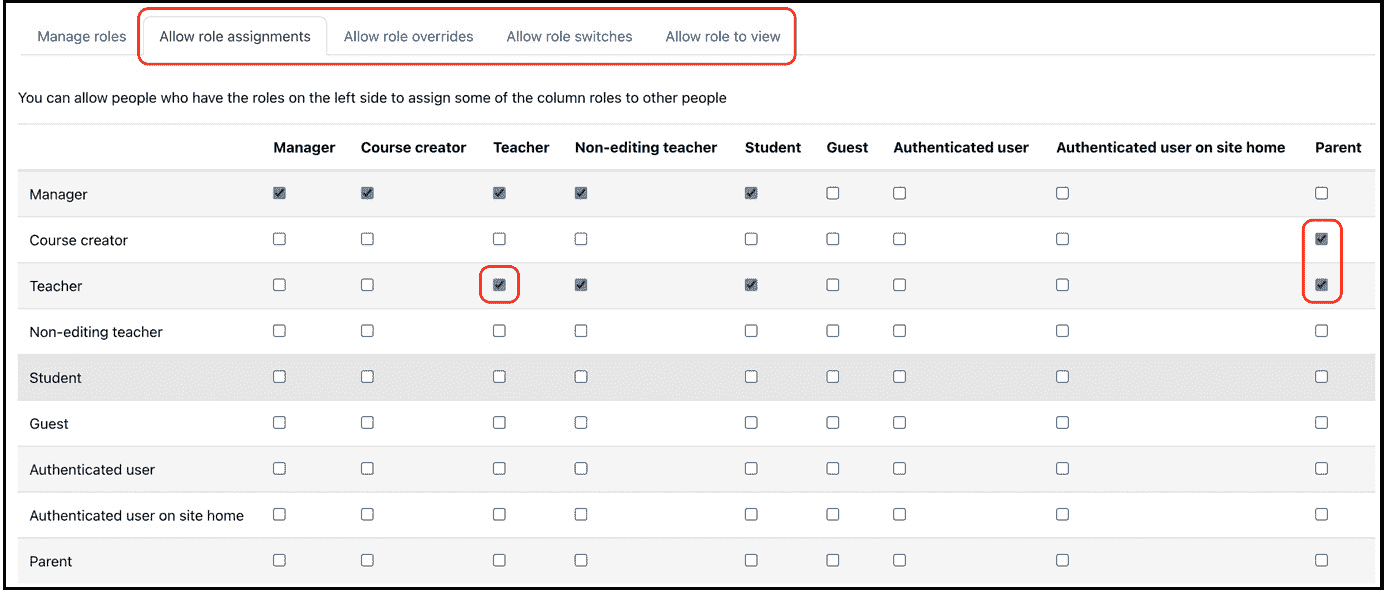 Manage roles Allow role assignments Allow role overrides Allow role switches Allow role to view
You can allow people who have the roles on the left side to assign some of the column roles to other people
Manager Course creator Teacher Non-editing teacher Student Guest Authenticated user Authenticated user on site home Parent
Manager
Course creator
Teacher
Non-editing teacher
Student
Guest
Authenticated user
Authenticated user on site home
Parent